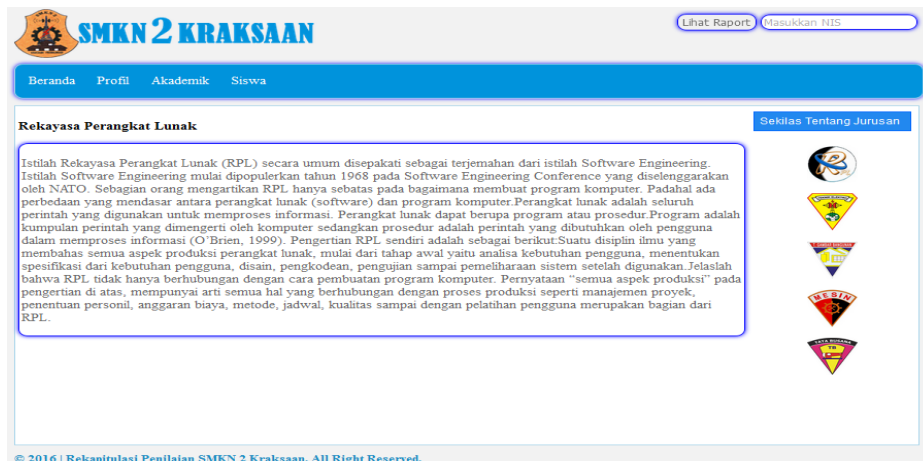 SMKN 2 KRAKSAAN
Lihat Raport Masukkan NIS
Beranda Profil Akademik Siswa
Rekayasa Perangkat Lunak
Sekilas Tentang Jurusan
Istilah Rekayasa Perangkat Lunak (RPL) secara umum disepakati sebagai terjemahan dari istilah Software Engineering.
Istilah Software Engineering mulai dipopulerkan tahun 1968 pada Software Engineering Conference yang diselenggarakan
oleh NATO. Sebagian orang mengartikan RPL hanya sebatas pada bagaimana membuat program komputer. Padahal ada
perbedaan yang mendasar antara perangkat lunak (software) dan program komputer.Perangkat lunak adalah seluruh
perintah yang digunakan untuk memproses informasi. Perangkat lunak dapat berupa program atau prosedur.Program adalah
kumpulan perintah yang dimengerti oleh komputer sedangkan prosedur adalah perintah yang dibutuhkan oleh pengguna
dalam memproses informasi (O'Brien, 1999). Pengertian RPL sendiri adalah sebagai berikut:Suatu disiplin ilmu yang
membahas semua aspek produksi perangkat lunak, mulai dari tahap awal yaitu analisa kebutuhan pengguna, menentukan
spesifikasi dari kebutuhan pengguna, disain, pengkodean, pengujian sampai pemeliharaan sistem setelah digunakan.Jelaslah
bahwa RPL tidak hanya berhubungan dengan cara pembuatan program komputer. Pernyataan "semua aspek produksi" pada
pengertian di atas, mempunyai arti semua hal yang berhubungan dengan proses produksi seperti manajemen proyek,
penentuan personil, anggaran biaya, metode, jadwal, kualitas sampai dengan pelatihan pengguna merupakan bagian dari
RPL.
MESIN
TATA BUSANA
TB
© 2016 | Rekapitulasi Penilaian SMKN 2 Kraksaan. All Right Reserved.